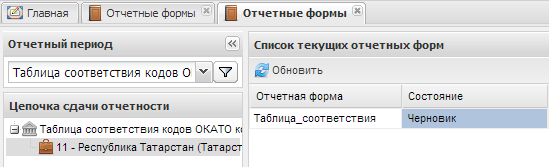 Главная
Отчетные формы
Отчетные формы
Отчетный период
Таблица соответствия кодов О
Цепочка сдачи отчетности
Таблица соответствия кодов ОКАТО к
11 - Республика Татарстан (Татарст
Список текущих отчетных форм
Обновить
Отчетная форма Состояние
Таблица_соответствия Черновик